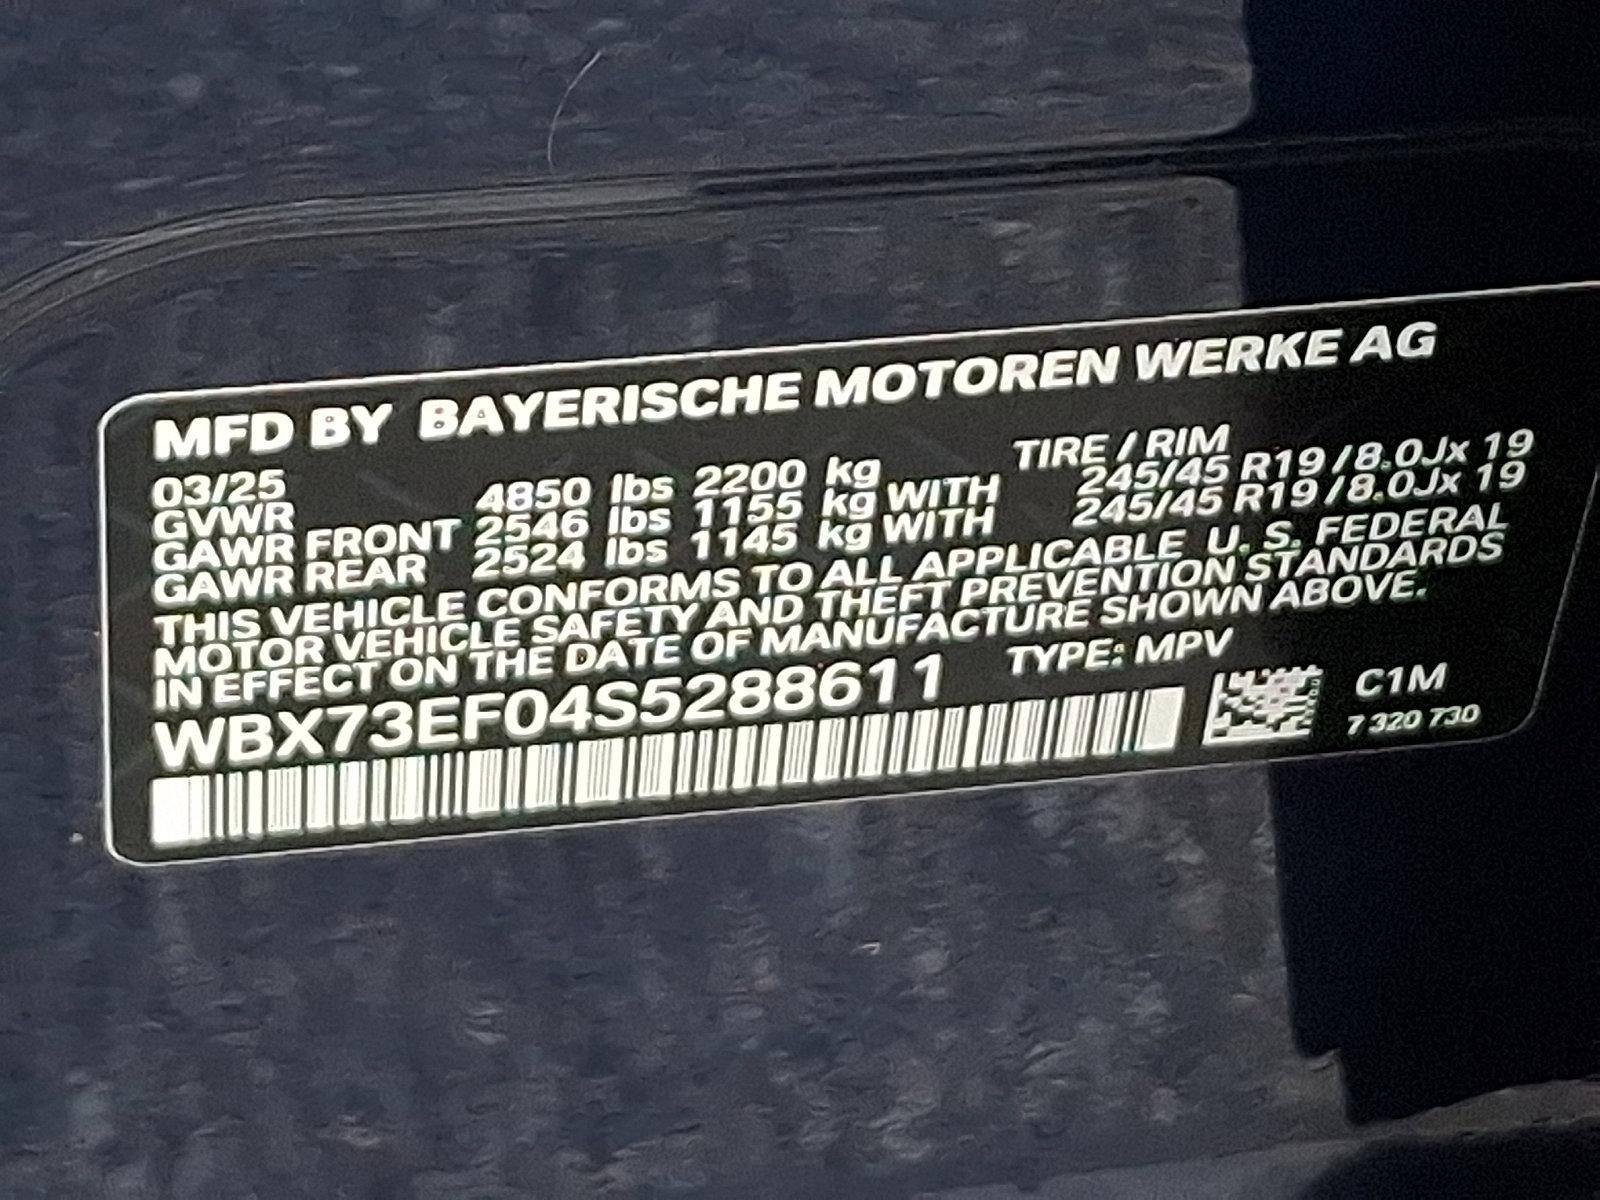 MFD BY BAYERISCHE MOTOREN WERKE AG
03/25 TIRE / RIM
GVWR 4850 lbs 2200 kg
GAWR FRONT 2546 lbs 1155 kg WITH 245/45 R19 / 8.0Jx 19
GAWR REAR 2524 lbs 1145 kg WITH 245/45 R19 / 8.0Jx 19
THIS VEHICLE CONFORMS TO ALL APPLICABLE U. S. FEDERAL
MOTOR VEHICLE SAFETY AND THEFT PREVENTION STANDARDS
IN EFFECT ON THE DATE OF MANUFACTURE SHOWN ABOVE.
WBX73EF04S5288611 TYPE: MPV
C1M
7 320 730